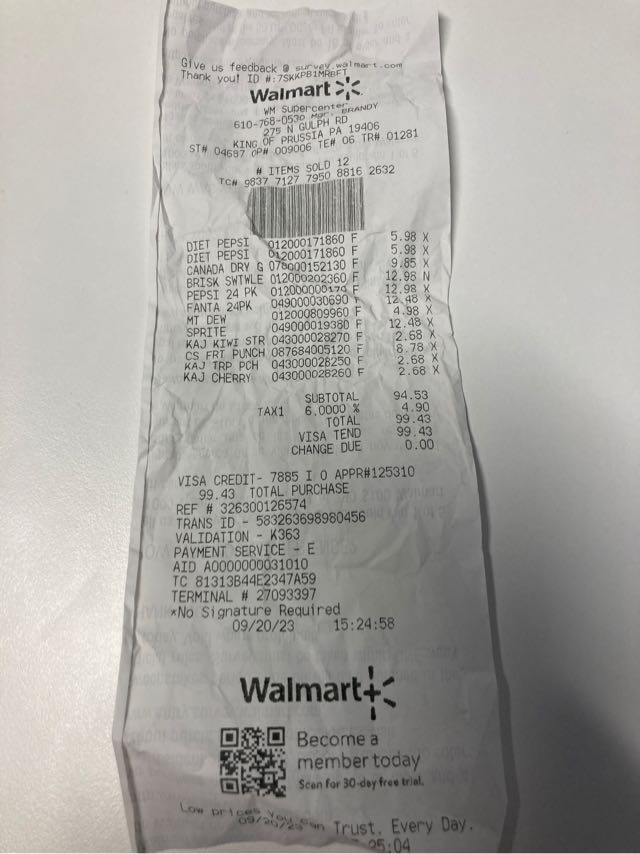 Give us feedback @ survey.walmart.com
Thank you! ID #:7SKKPB1MRBFT
Walmart
WM Supercenter
610-768-0530 Mgr. BRANDY
275 N GULPH RD
KING OF PRUSSIA PA 19406
ST# 04687 OP# 009006 TE# 06 TR# 01281
# ITEMS SOLD 12
TC# 9837 7127 7950 8816 2632
DIET PEPSI 012000171860 F 5.98 X
DIET PEPSI 012000171860 F 5.98 X
CANADA DRY G 078000152130 F 9.85 X
BRISK SWTWLE 012000202360 F 12.98 N
PEPSI 24 PK 012000000170 F 12.98 X
FANTA 24PK 049000030690 F 12.48 X
MT DEW 012000809960 F 4.98 X
SPRITE 049000019380 F 12.48 X
KAJ KIWI STR 043000028270 F 2.68 X
CS FRT PUNCH 087684005120 F 8.78 X
KAJ TRP PCH 043000028250 F 2.68 X
KAJ CHERRY 043000028260 F 2.68 X
SUBTOTAL 94.53
TAX1 6.0000 % 4.90
TOTAL 99.43
VISA TEND 99.43
CHANGE DUE 0.00
VISA CREDIT- 7885 I 0 APPR#125310
99.43 TOTAL PURCHASE
REF # 326300126574
TRANS ID - 583263698980456
VALIDATION - K363
PAYMENT SERVICE - E
AID A0000000031010
TC 81313B44E2347A59
TERMINAL # 27093397
*No Signature Required
09/20/23 15:24:58
Walmart+
Become a
member today
Scan for 30-day free trial.
Low prices You Can Trust. Every Day.
09/20/23 25:04